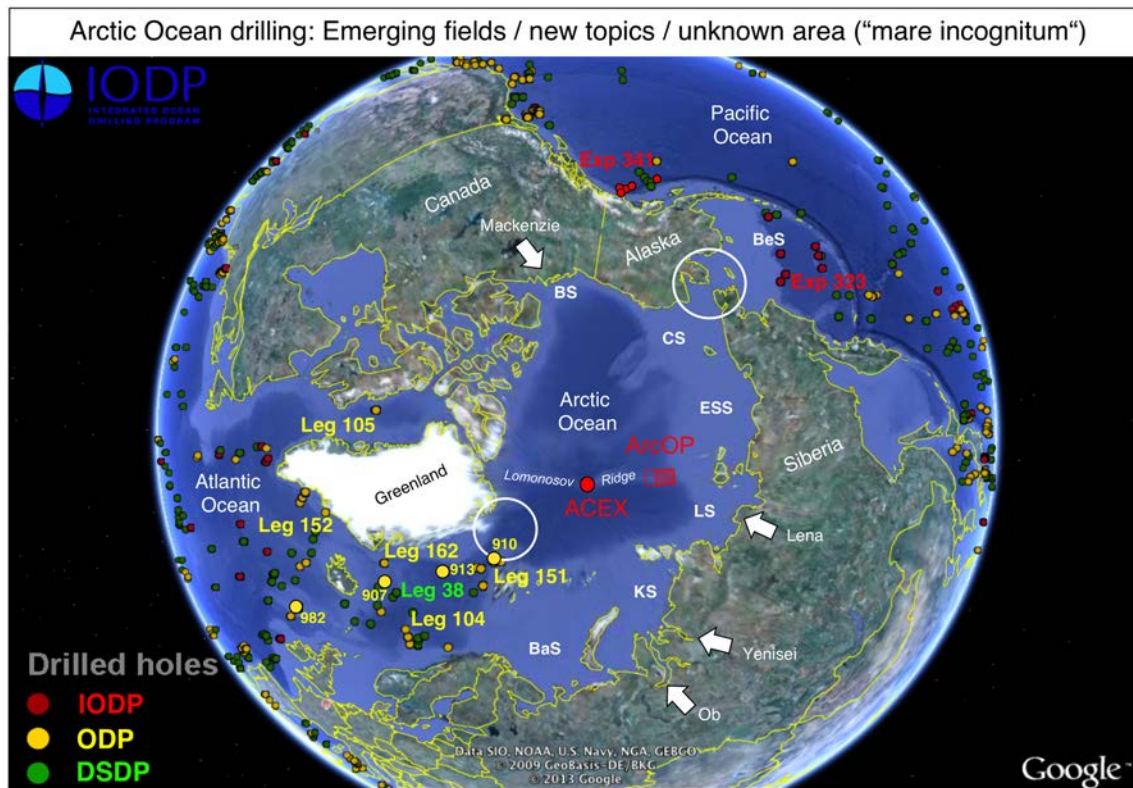 Arctic Ocean drilling: Emerging fields / new topics / unknown area (“mare incognitum“)
IODP
INTEGRATED OCEAN
DRILLING PROGRAM
Pacific
Ocean
Exp 341
Canada
Mackenzie
Alaska
BeS
Exp 323
BS
CS
Arctic
Ocean
ESS
Leg 105
ArcOP
Siberia
Lomonosov
Ridge
Greenland
ACEX
Atlantic
Ocean
LS
Lena
Leg 152
910
Leg 162
913
Leg 151
907
Leg 38
KS
982
Leg 104
BaS
Yenisei
Ob
Drilled holes
IODP
ODP
DSDP
Data SIO, NOAA, U.S. Navy, NGA, GEBCO
© 2009 GeoBasis-DE/BKG
© 2013 Google
Google